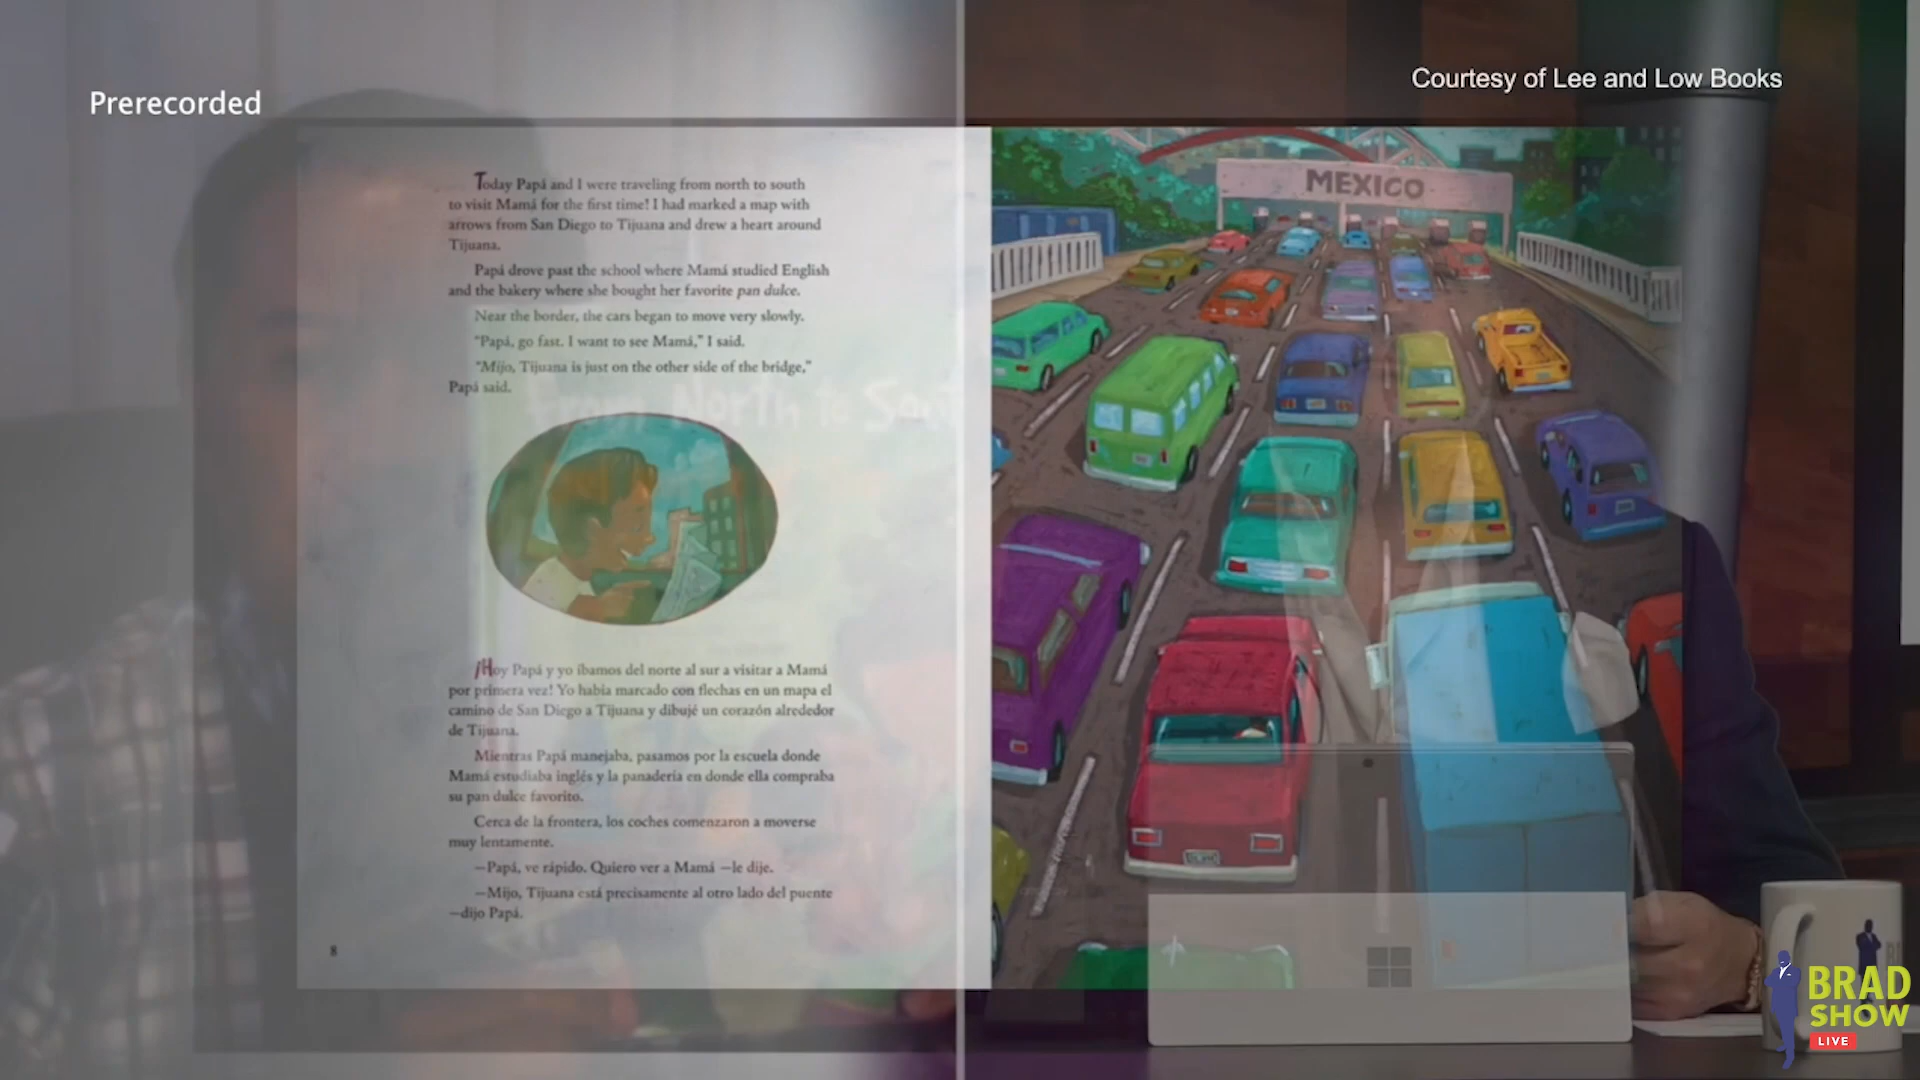 Prerecorded
Courtesy of Lee and Low Books
Today Papá and I were traveling from north to south
to visit Mamá for the first time! I had marked a map with
arrows from San Diego to Tijuana and drew a heart around
Tijuana.
Papá drove past the school where Mamá studied English
and the bakery where she bought her favorite pan dulce.
Near the border, the cars began to move very slowly.
"Papá, go fast. I want to see Mamá," I said.
"Mijo, Tijuana is just on the other side of the bridge,"
Papá said.
From North to
¡Hoy Papá y yo íbamos del norte al sur a visitar a Mamá
por primera vez! Yo había marcado con flechas en un mapa el
camino de San Diego a Tijuana y dibujé un corazón alrededor
de Tijuana.
Mientras Papá manejaba, pasamos por la escuela donde
Mamá estudiaba inglés y la panadería en donde ella compraba
su pan dulce favorito.
Cerca de la frontera, los coches comenzaron a moverse
muy lentamente.
—Papá, ve rápido. Quiero ver a Mamá —le dije.
—Mijo, Tijuana está precisamente al otro lado del puente
—dijo Papá.
8
MEXICO
BRAD
SHOW
LIVE